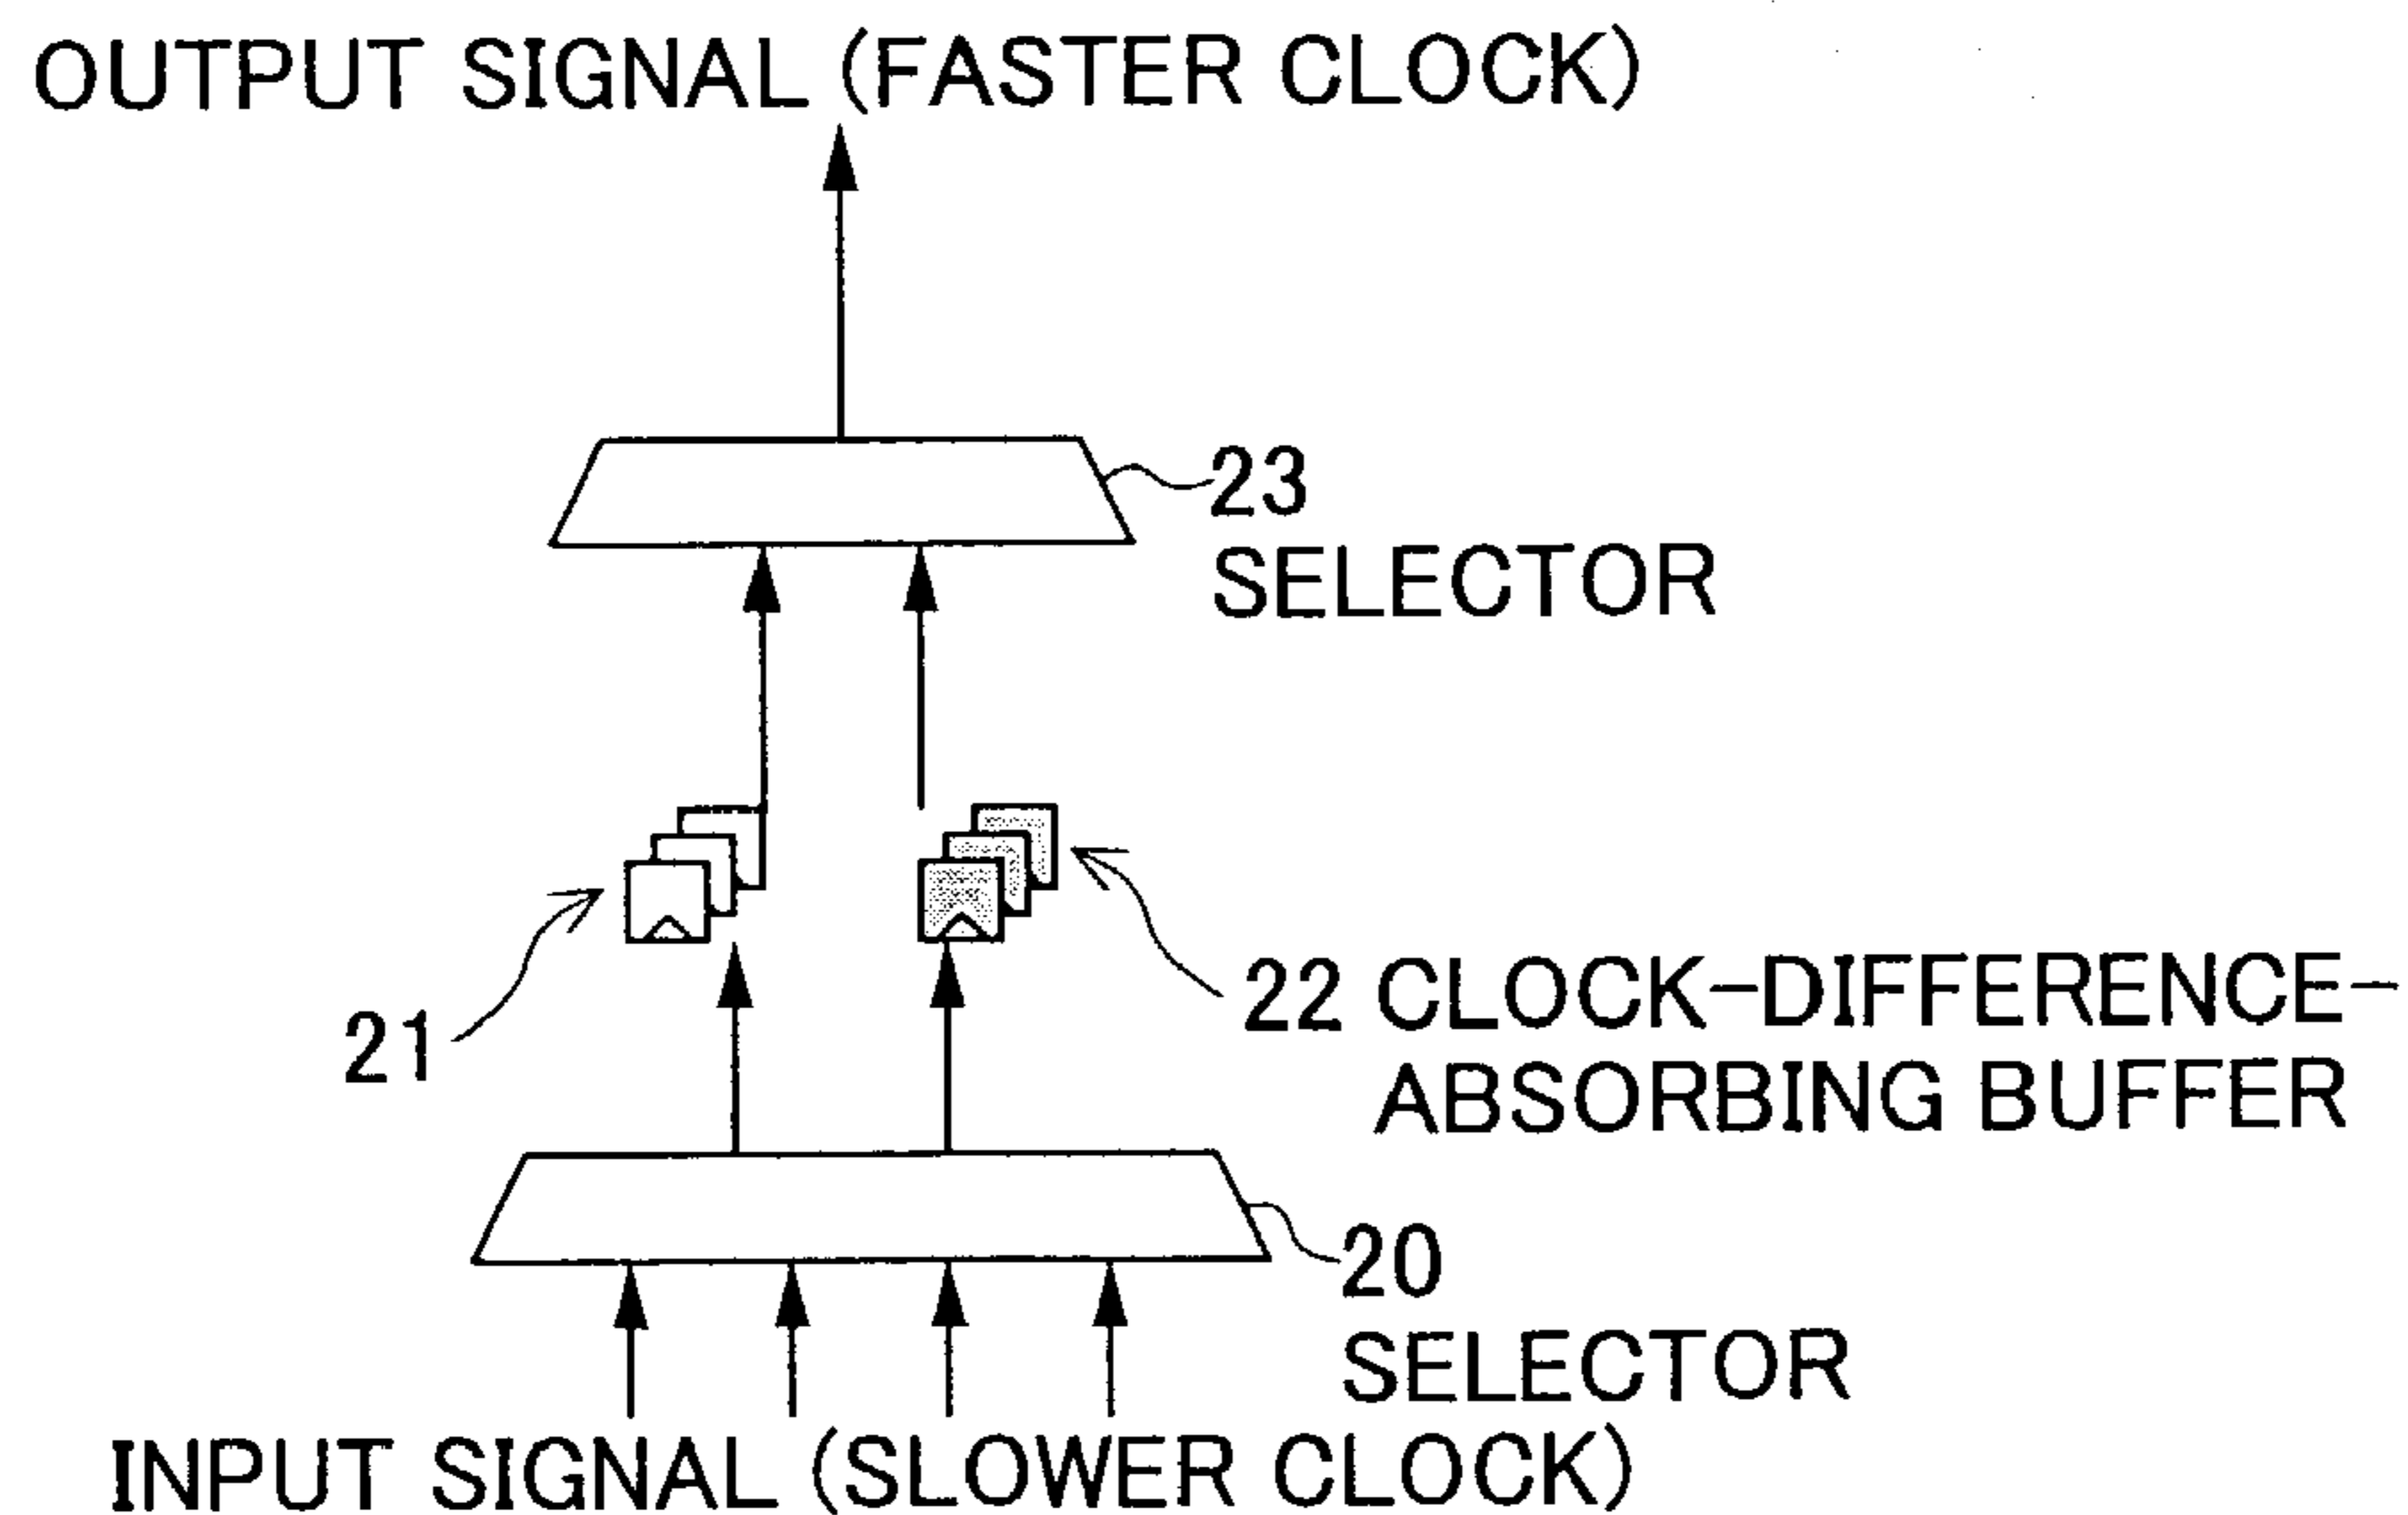 OUTPUT SIGNAL (FASTER CLOCK)
23
SELECTOR
21
22 CLOCK-DIFFERENCE-
ABSORBING BUFFER
20
SELECTOR
INPUT SIGNAL (SLOWER CLOCK)